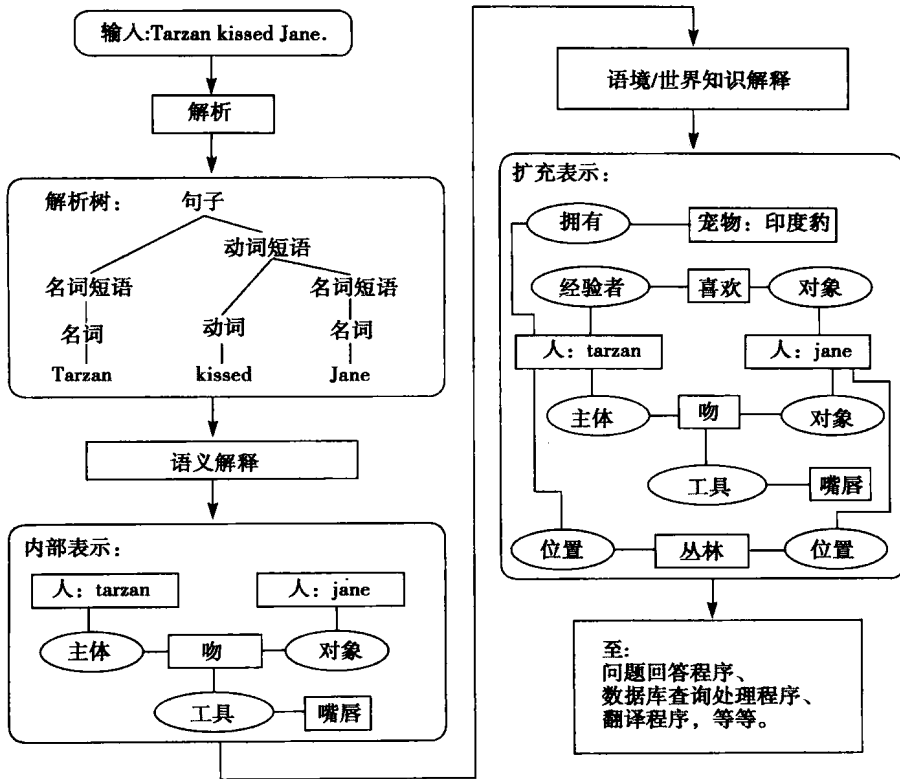 输入:Tarzan kissed Jane.
解析
解析树： 句子
动词短语
名词短语 名词短语
名词 动词 名词
Tarzan kissed Jane
语义解释
内部表示：
人：tarzan 人：jane
主体 吻 对象
工具 嘴唇
语境/世界知识解释
扩充表示：
拥有 宠物：印度豹
经验者 喜欢 对象
人：tarzan 人：jane
主体 吻 对象
工具 嘴唇
位置 丛林 位置
至:
问题回答程序、
数据库查询处理程序、
翻译程序，等等。